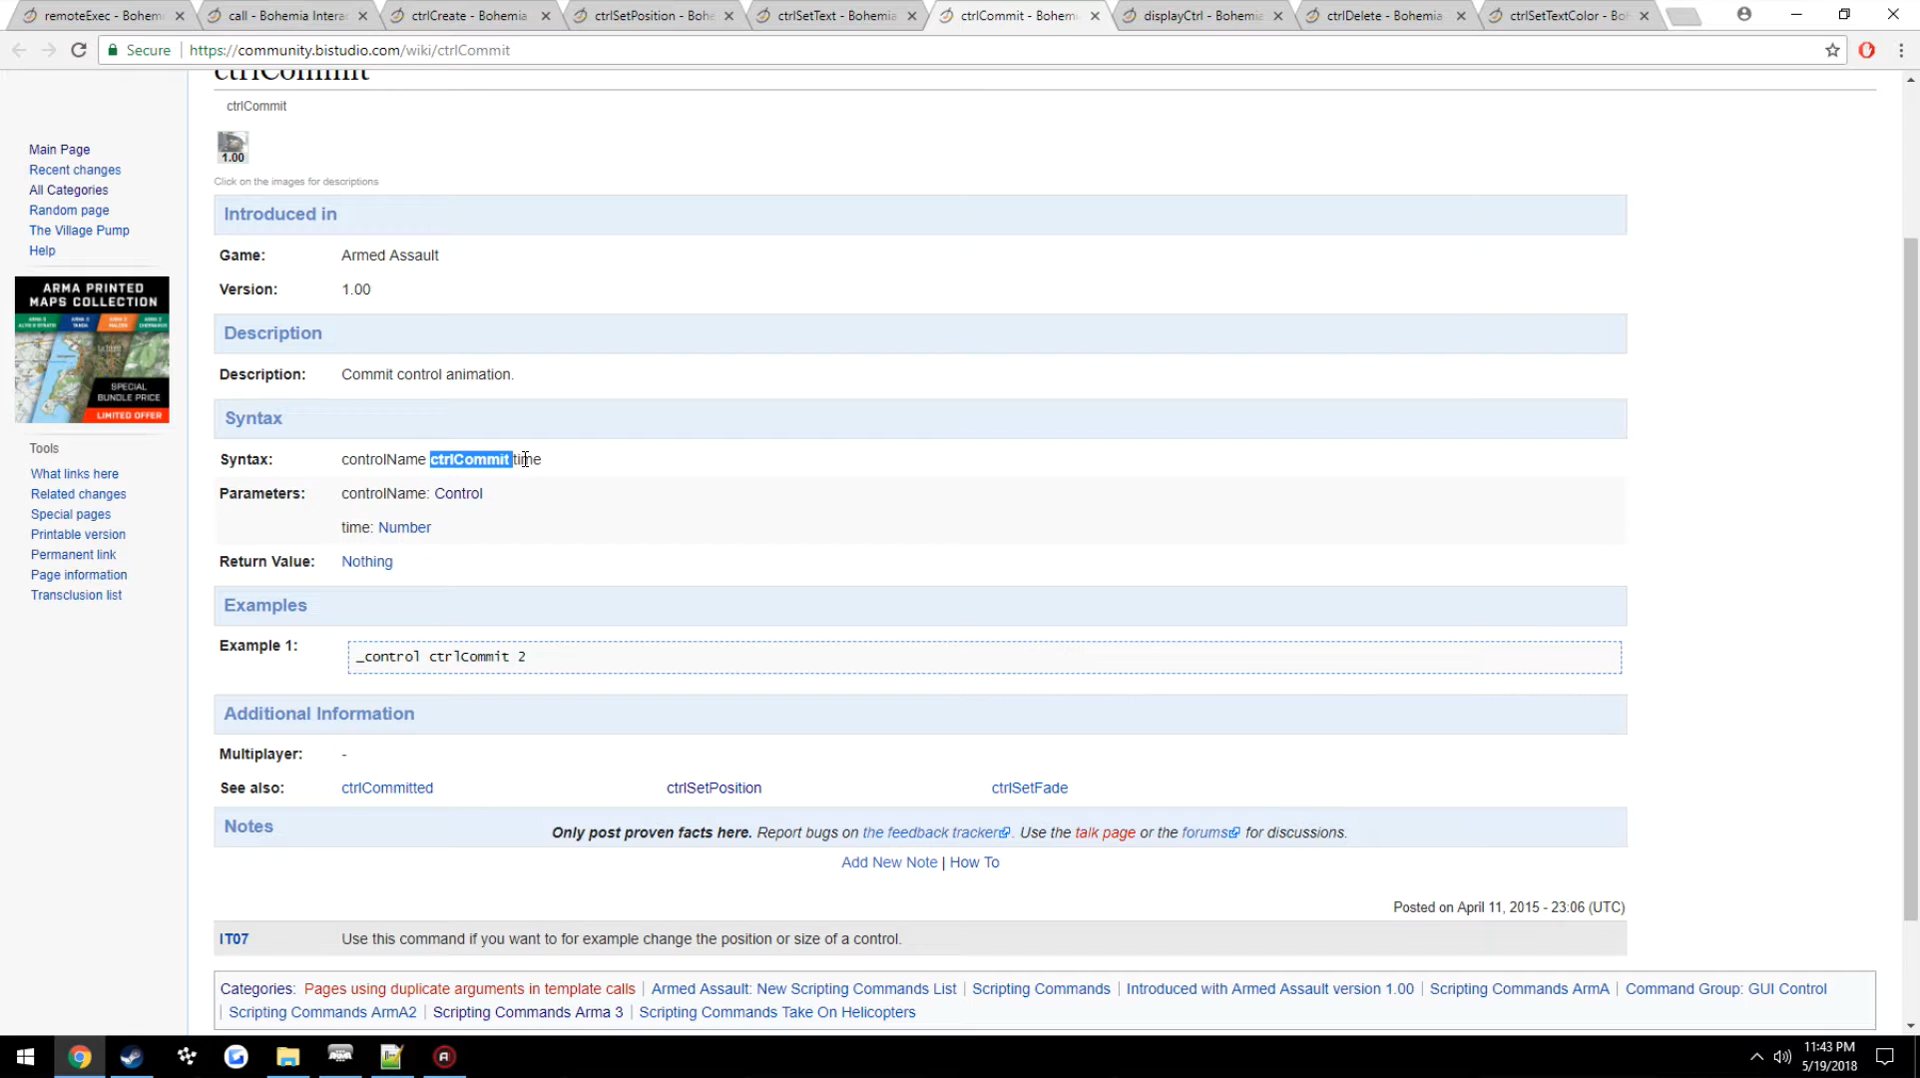 remoteExec - Bohem
call - Bohemia Intera
ctrlCreate - Bohemia
ctrlSetPosition - Bohe
ctrlSetText - Bohemia
ctrlCommit - Bohemi
displayCtrl - Bohemia
ctrlDelete - Bohemia
ctrlSetTextColor - Boh
Secure
https://community.bistudio.com/wiki/ctrlCommit
ctrlCommit
ctrlCommit
1.00
Click on the images for descriptions
Main Page
Recent changes
All Categories
Random page
The Village Pump
Help
ARMA PRINTED
MAPS COLLECTION
SPECIAL
BUNDLE PRICE
LIMITED OFFER
Tools
What links here
Related changes
Special pages
Printable version
Permanent link
Page information
Transclusion list
Introduced in
Game: Armed Assault
Version: 1.00
Description
Description: Commit control animation.
Syntax
Syntax: controlName ctrlCommit time
Parameters: controlName: Control
time: Number
Return Value: Nothing
Examples
Example 1: _control ctrlCommit 2
Additional Information
Multiplayer: -
See also: ctrlCommitted ctrlSetPosition ctrlSetFade
Notes Only post proven facts here. Report bugs on the feedback tracker. Use the talk page or the forums for discussions.
Add New Note | How To
Posted on April 11, 2015 - 23:06 (UTC)
IT07 Use this command if you want to for example change the position or size of a control.
Categories: Pages using duplicate arguments in template calls | Armed Assault: New Scripting Commands List | Scripting Commands | Introduced with Armed Assault version 1.00 | Scripting Commands ArmA | Command Group: GUI Control
| Scripting Commands ArmA2 | Scripting Commands Arma 3 | Scripting Commands Take On Helicopters
11:43 PM
5/19/2018